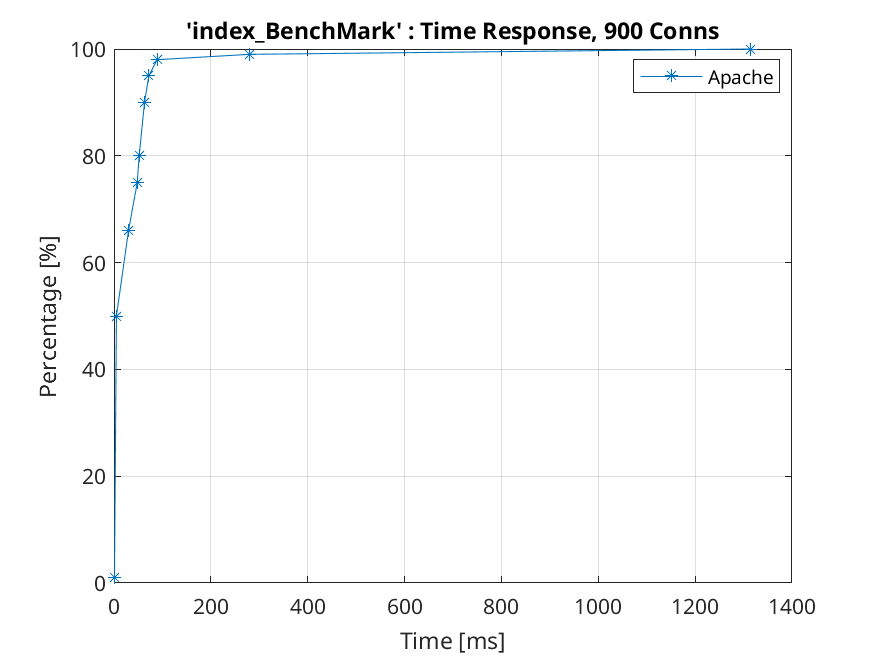 'index_BenchMark' : Time Response, 900 Conns
100
80
60
40
20
0
Percentage [%]
Apache
0 200 400 600 800 1000 1200 1400
Time [ms]